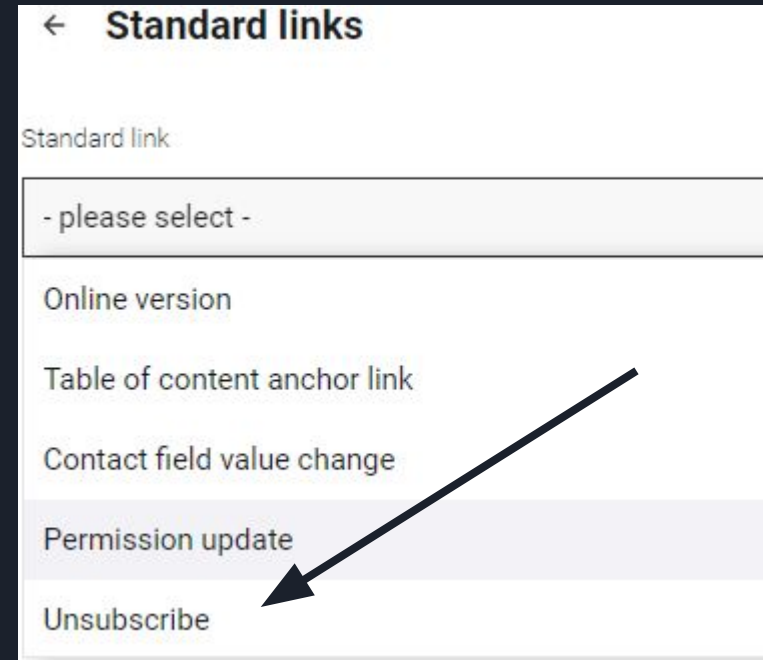 Standard links
Standard link
- please select -
Online version
Table of content anchor link
Contact field value change
Permission update
Unsubscribe